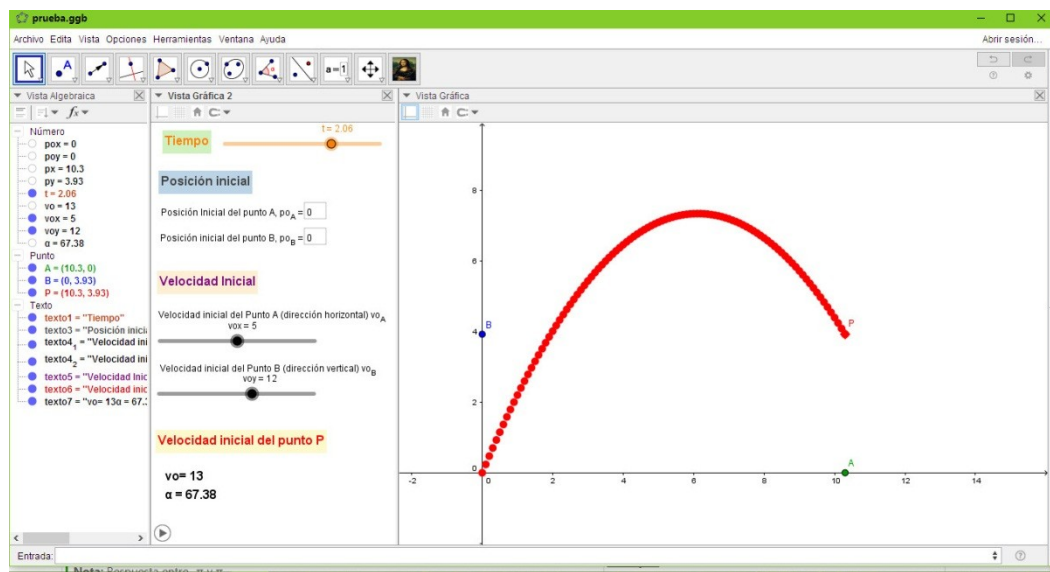 prueba.ggb
Archivo Edita Vista Opciones Herramientas Ventana Ayuda
Abrir sesión...
A
a=1
Vista Algebraica
Número
pox = 0
poy = 0
px = 10.3
py = 3.93
t = 2.06
vo = 13
vox = 5
voy = 12
α = 67.38
Punto
A = (10.3, 0)
B = (0, 3.93)
P = (10.3, 3.93)
Texto
texto1 = "Tiempo"
texto3 = "Posición inici
texto4₁ = "Velocidad ini
texto4₂ = "Velocidad ini
texto5 = "Velocidad Inic
texto6 = "Velocidad inic
texto7 = "vo= 13α = 67.
Vista Gráfica 2
Tiempo
t = 2.06
Posición inicial
Posición Inicial del punto A, po_A = 0
Posición inicial del punto B, po_B = 0
Velocidad Inicial
Velocidad inicial del Punto A (dirección horizontal) vo_A
vox = 5
Velocidad inicial del Punto B (dirección vertical) vo_B
voy = 12
Velocidad inicial del punto P
vo= 13
α = 67.38
Vista Gráfica
8
6
4
2
0
B
P
A
-2 0 2 4 6 8 10 12 14
Entrada: